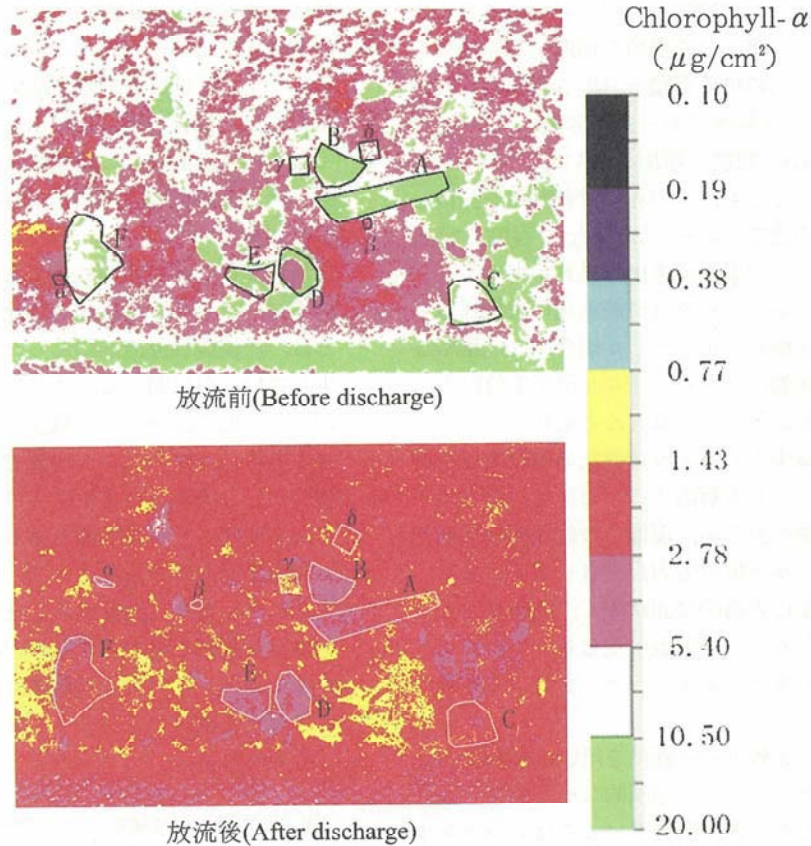 Chlorophyll-α
(μg/cm²)
0.10
0.19
0.38
0.77
1.43
2.78
5.40
10.50
20.00
B
δ
γ
A
β
F
E
D
C
α
放流前(Before discharge)
δ
γ
B
α
β
A
F
E
D
C
放流後(After discharge)